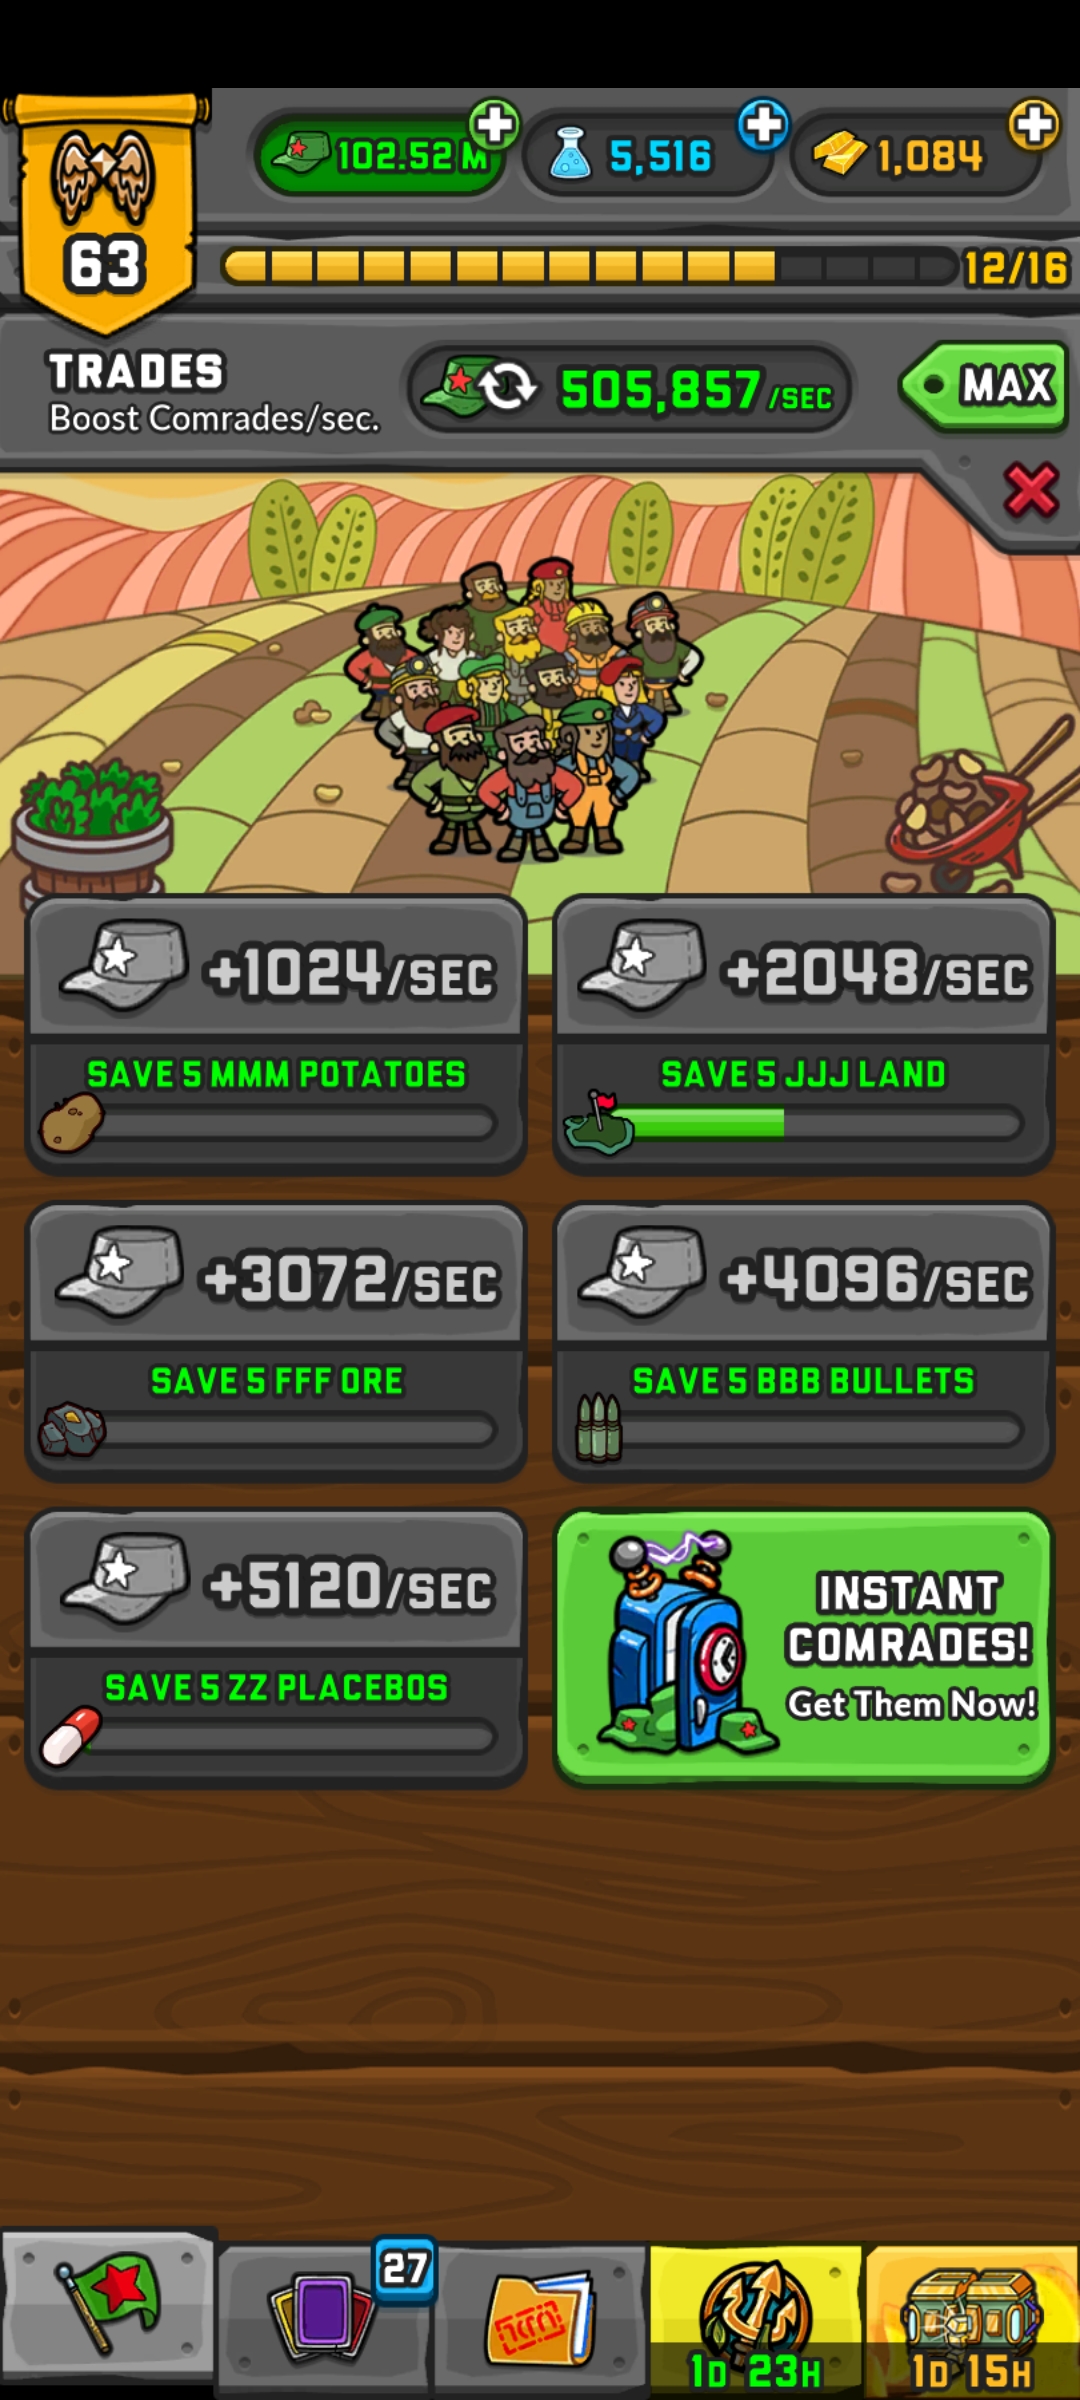 102.52 M
5,516
1,084
63
12/16
TRADES
Boost Comrades/sec.
505,857/SEC
MAX
+1024/SEC
SAVE 5 MMM POTATOES
+2048/SEC
SAVE 5 JJJ LAND
+3072/SEC
SAVE 5 FFF ORE
+4096/SEC
SAVE 5 BBB BULLETS
+5120/SEC
SAVE 5 ZZ PLACEBOS
INSTANT
COMRADES!
Get Them Now!
27
1D 23H
1D 15H